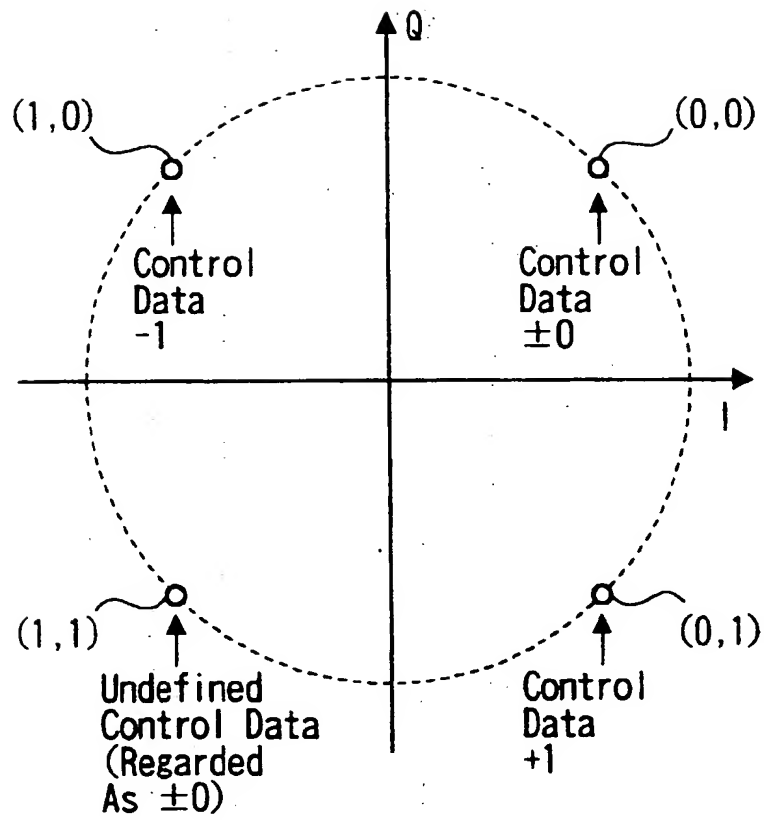 Q
(1,0)
(0,0)
Control
Data
-1
Control
Data
±0
I
(1,1)
(0,1)
Undefined
Control Data
(Regarded
As ±0)
Control
Data
+1